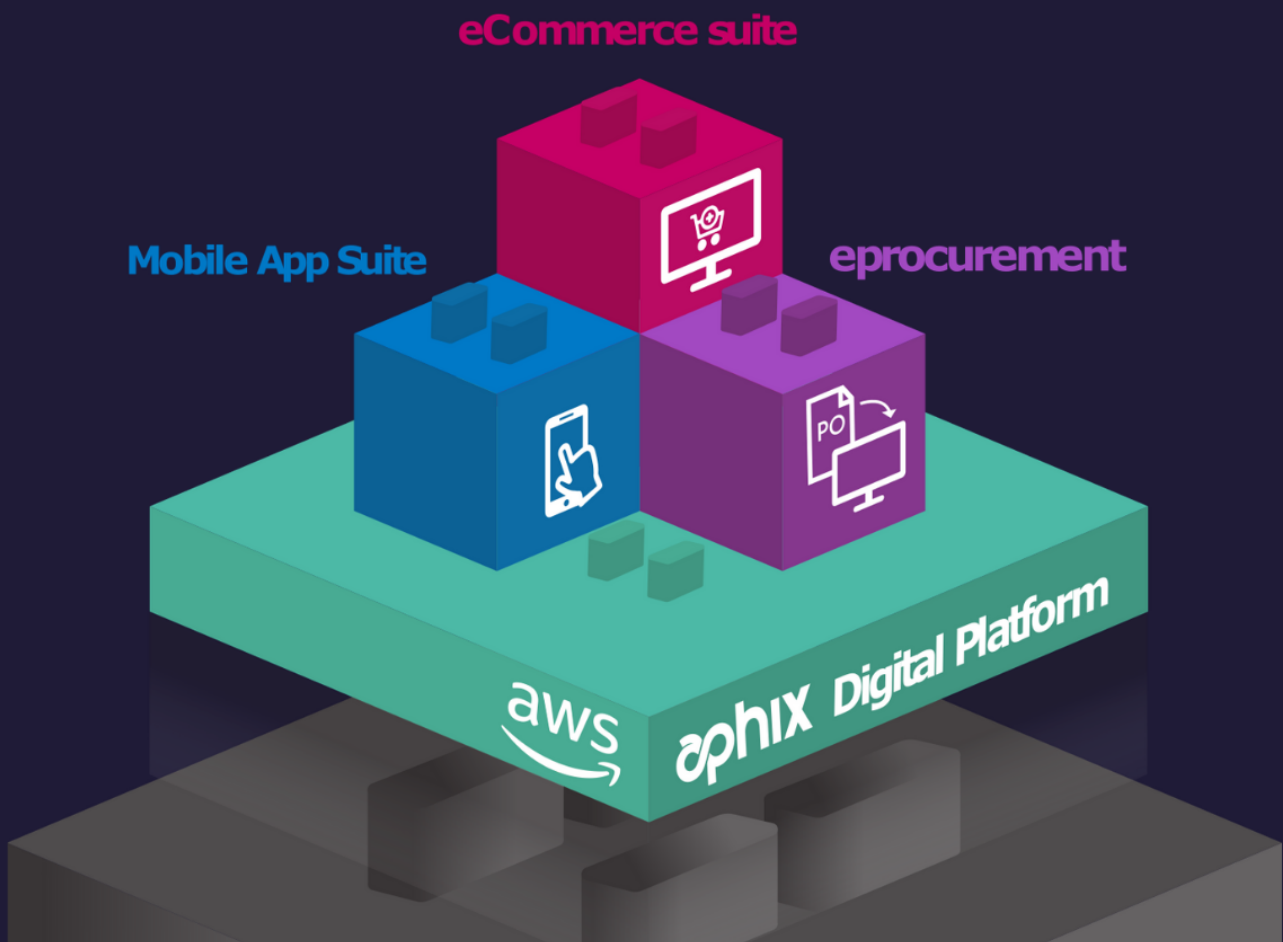 eCommerce suite
Mobile App Suite
eprocurement
PO
aws
aphix Digital Platform